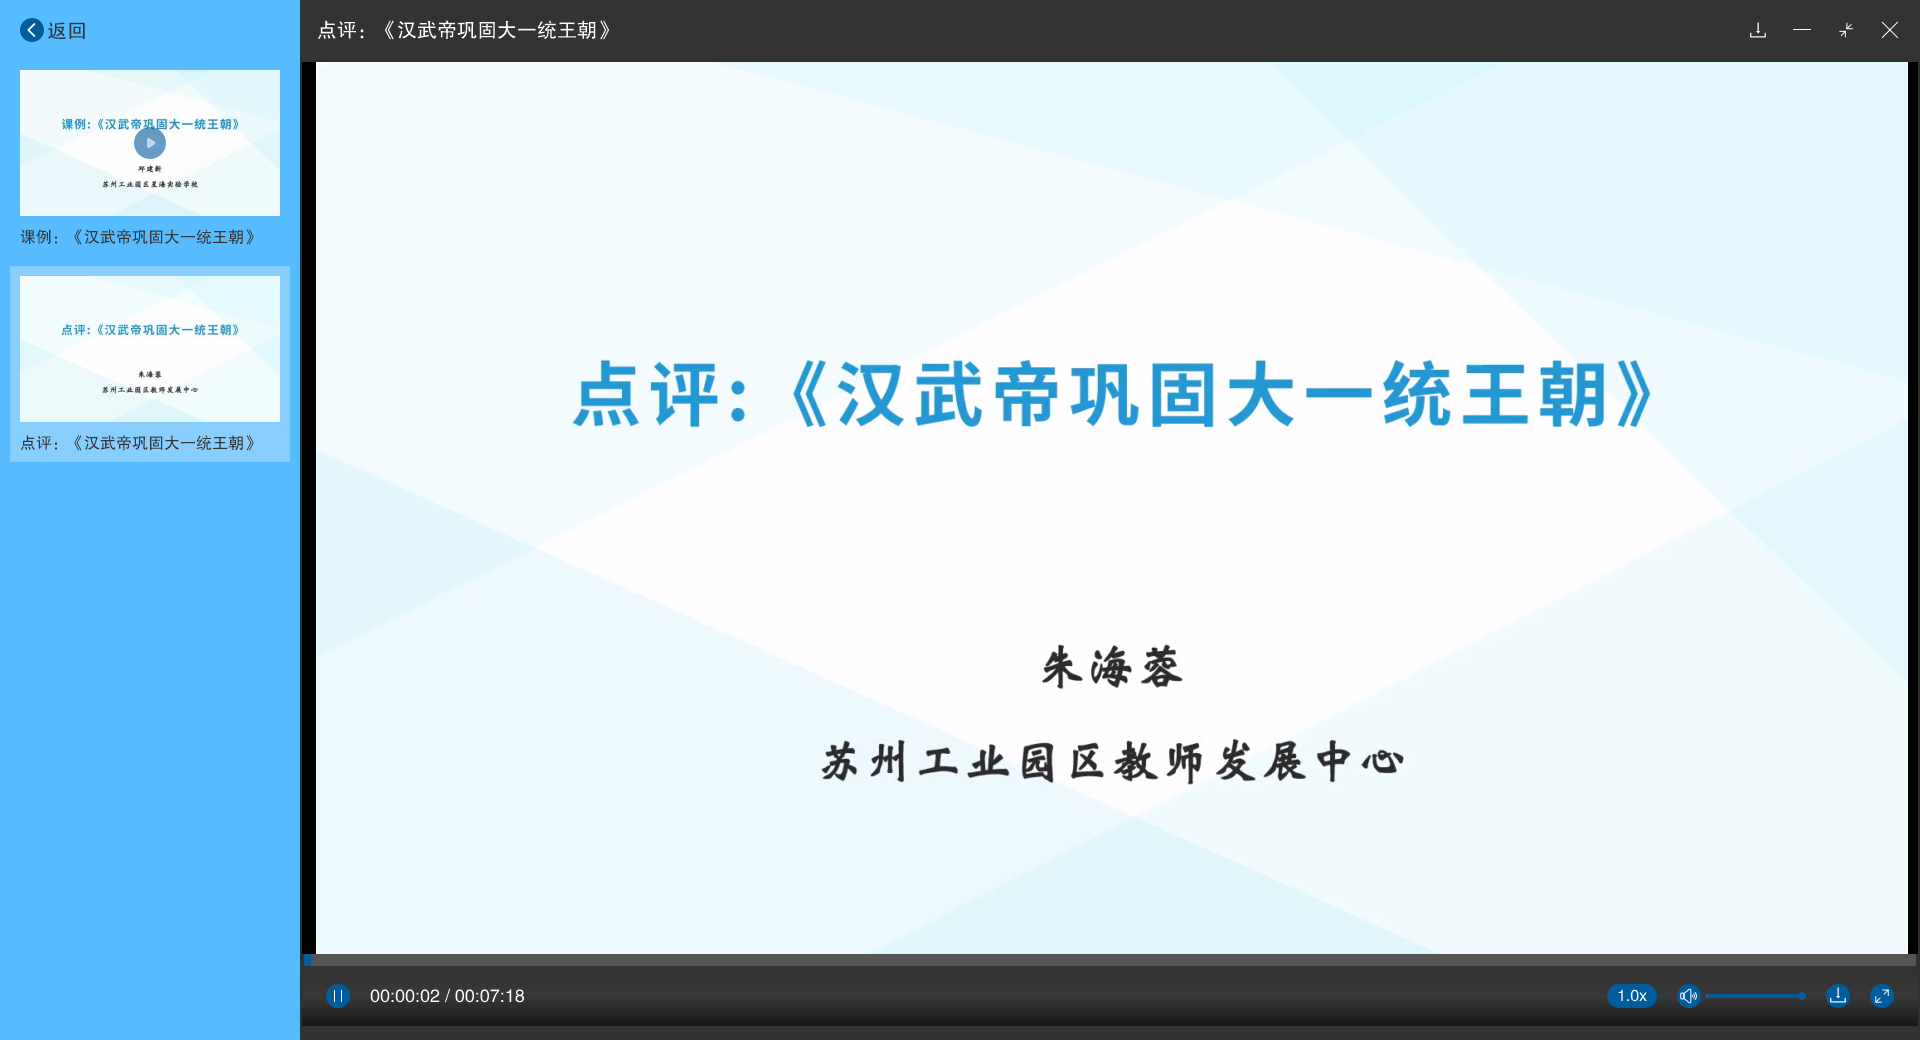 返回
课例:《汉武帝巩固大一统王朝》
邱建新
苏州工业园区星海实验学校
课例：《汉武帝巩固大一统王朝》
点评:《汉武帝巩固大一统王朝》
朱海蓉
苏州工业园区教师发展中心
点评：《汉武帝巩固大一统王朝》
点评：《汉武帝巩固大一统王朝》
点评:《汉武帝巩固大一统王朝》
朱海蓉
苏州工业园区教师发展中心
00:00:02 / 00:07:18
1.0x